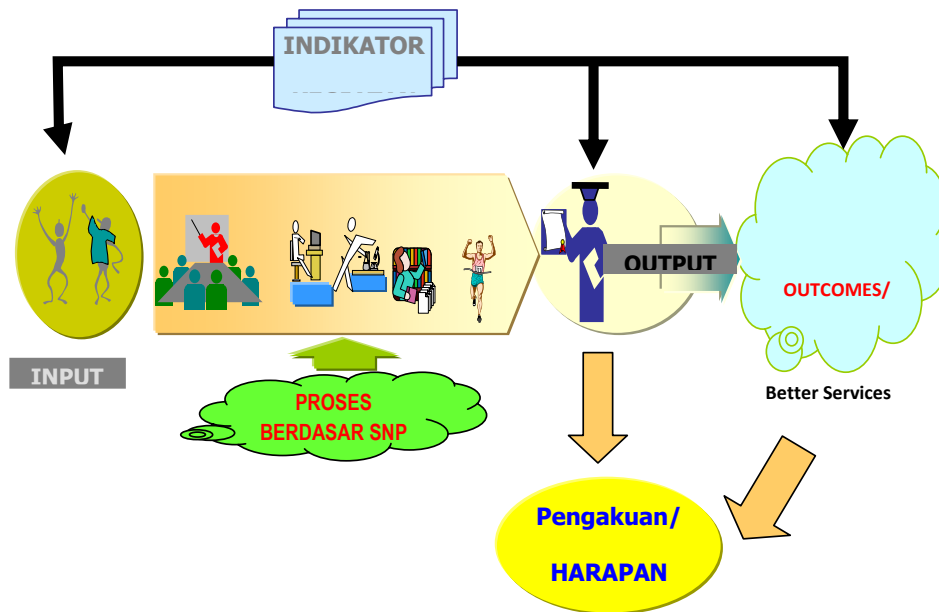 INDIKATOR
INPUT
PROSES
BERDASAR SNP
OUTPUT
OUTCOMES/
Better Services
Pengakuan/
HARAPAN